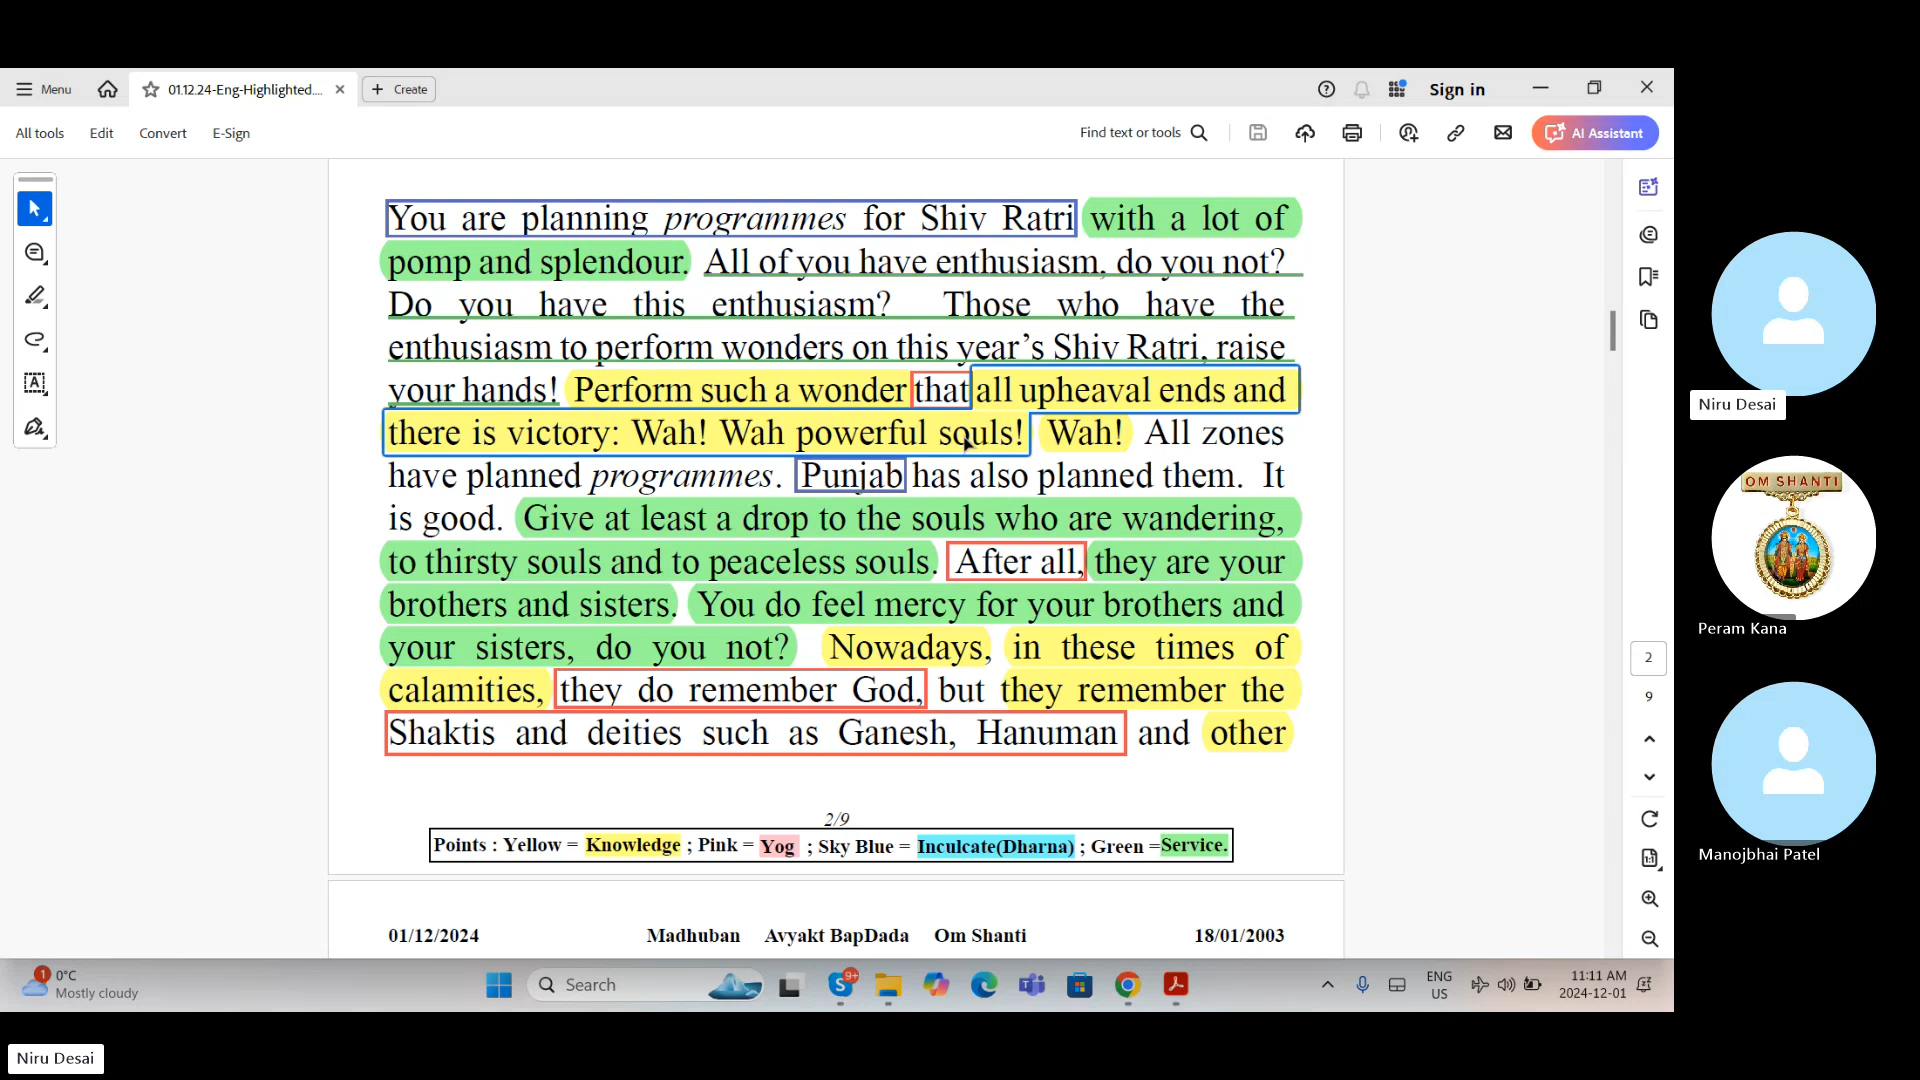 Menu
01.12.24-Eng-Highlighted....
Create
Sign in
All tools
Edit
Convert
E-Sign
Find text or tools
AI Assistant
You are planning programmes for Shiv Ratri with a lot of
pomp and splendour. All of you have enthusiasm, do you not?
Do you have this enthusiasm? Those who have the
enthusiasm to perform wonders on this year's Shiv Ratri, raise
your hands! Perform such a wonder that all upheaval ends and
there is victory: Wah! Wah powerful souls! Wah! All zones
have planned programmes. Punjab has also planned them. It
is good. Give at least a drop to the souls who are wandering,
to thirsty souls and to peaceless souls. After all, they are your
brothers and sisters. You do feel mercy for your brothers and
your sisters, do you not? Nowadays, in these times of
calamities, they do remember God, but they remember the
Shaktis and deities such as Ganesh, Hanuman and other
2/9
Points : Yellow = Knowledge ; Pink = Yog ; Sky Blue = Inculcate(Dharna) ; Green =Service.
01/12/2024 Madhuban Avyakt BapDada Om Shanti 18/01/2003
2
9
1:1
Niru Desai
OM SHANTI
Peram Kana
Manojbhai Patel
1
0°C
Mostly cloudy
Search
9+
ENG
US
11:11 AM
2024-12-01
Niru Desai